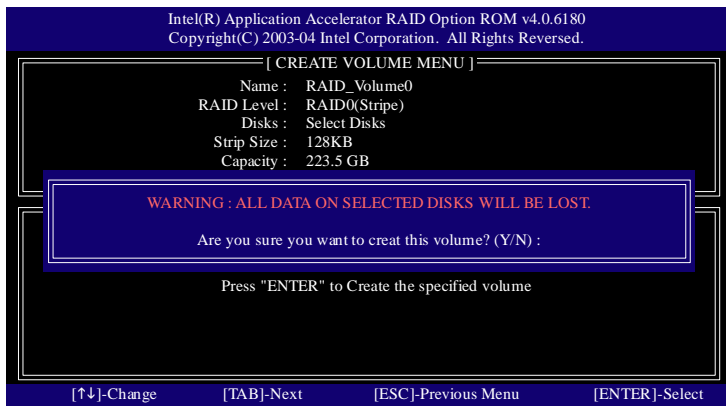 Intel(R) Application Accelerator RAID Option ROM v4.0.6180
Copyright(C) 2003-04 Intel Corporation. All Rights Reversed.
[ CREATE VOLUME MENU ]
Name : RAID_Volume0
RAID Level : RAID0(Stripe)
Disks : Select Disks
Strip Size : 128KB
Capacity : 223.5 GB
WARNING : ALL DATA ON SELECTED DISKS WILL BE LOST.
Are you sure you want to creat this volume? (Y/N) :
Press "ENTER" to Create the specified volume
[↑↓]-Change [TAB]-Next [ESC]-Previous Menu [ENTER]-Select